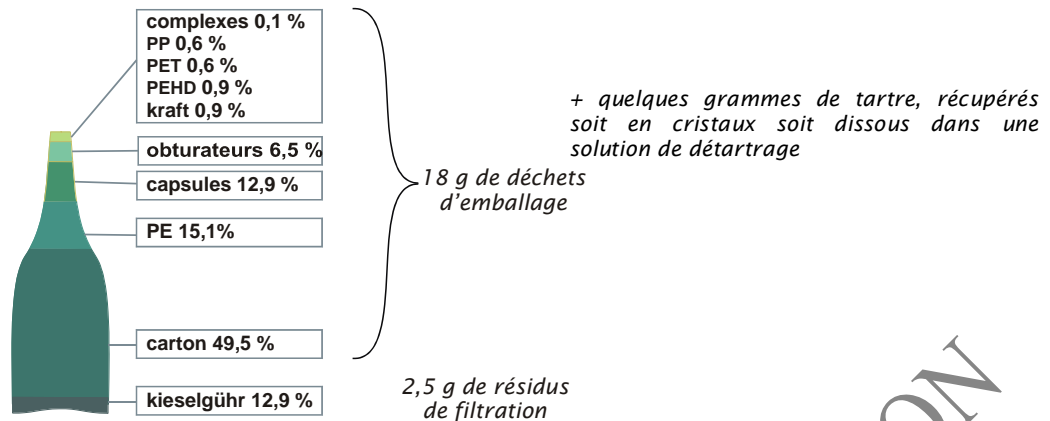 complexes 0,1 %
PP 0,6 %
PET 0,6 %
PEHD 0,9 %
kraft 0,9 %
obturateurs 6,5 %
capsules 12,9 %
PE 15,1%
carton 49,5 %
kieselgühr 12,9 %
18 g de déchets
d'emballage
2,5 g de résidus
de filtration
+ quelques grammes de tartre, récupérés
soit en cristaux soit dissous dans une
solution de détartrage
ON